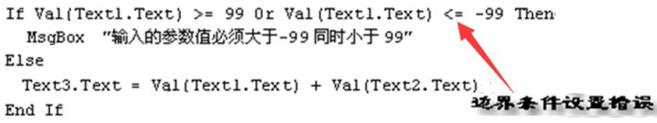 If Val(Text1.Text) >= 99 Or Val(Text1.Text) <= -99 Then
MsgBox "输入的参数值必须大于-99同时小于 99"
Else
Text3.Text = Val(Text1.Text) + Val(Text2.Text)
边界条件设置错误
End If